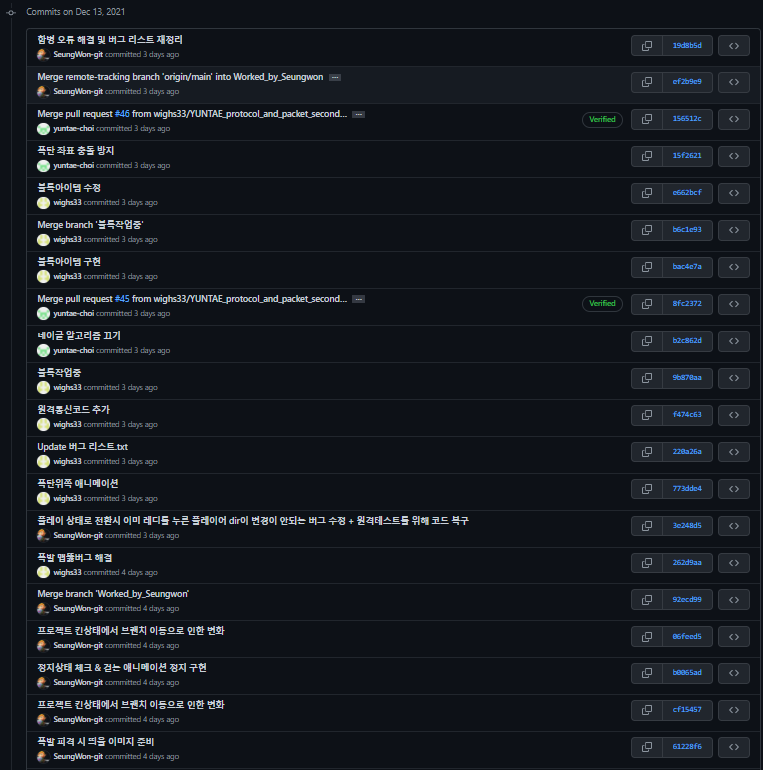 Commits on Dec 13, 2021
합병 오류 해결 및 버그 리스트 재정리
SeungWon-git committed 3 days ago
19d8b5d
Merge remote-tracking branch 'origin/main' into Worked_by_Seungwon
SeungWon-git committed 3 days ago
ef2b9e9
Merge pull request #46 from wighs33/YUNTAE_protocol_and_packet_second...
yuntae-choi committed 3 days ago
Verified
156512c
폭탄 좌표 충돌 방지
yuntae-choi committed 3 days ago
15f2621
블록아이템 수정
wighs33 committed 3 days ago
e662bcf
Merge branch '블록작업중'
wighs33 committed 3 days ago
b6c1e93
블록아이템 구현
wighs33 committed 3 days ago
bac4e7a
Merge pull request #45 from wighs33/YUNTAE_protocol_and_packet_second...
yuntae-choi committed 3 days ago
Verified
8fc2372
네이글 알고리즘 끄기
yuntae-choi committed 3 days ago
b2c862d
블록작업중
wighs33 committed 3 days ago
9b870aa
원격통신코드 추가
wighs33 committed 3 days ago
f474c63
Update 버그 리스트.txt
wighs33 committed 3 days ago
220a26a
폭탄위쪽 애니메이션
wighs33 committed 3 days ago
773dde4
플레이 상태로 전환시 이미 레디를 누른 플레이어 dir이 변경이 안되는 버그 수정 + 원격테스트를 위해 코드 복구
SeungWon-git committed 3 days ago
3e248d5
폭발 맵뚫버그 해결
wighs33 committed 4 days ago
262d9aa
Merge branch 'Worked_by_Seungwon'
SeungWon-git committed 4 days ago
92ecd99
프로젝트 킨상태에서 브랜치 이동으로 인한 변화
SeungWon-git committed 4 days ago
06feed5
정지상태 체크 & 걷는 애니메이션 정지 구현
SeungWon-git committed 4 days ago
b0065ad
프로젝트 킨상태에서 브랜치 이동으로 인한 변화
SeungWon-git committed 4 days ago
cf15457
폭발 피격 시 띄울 이미지 준비
SeungWon-git committed 4 days ago
61228f6